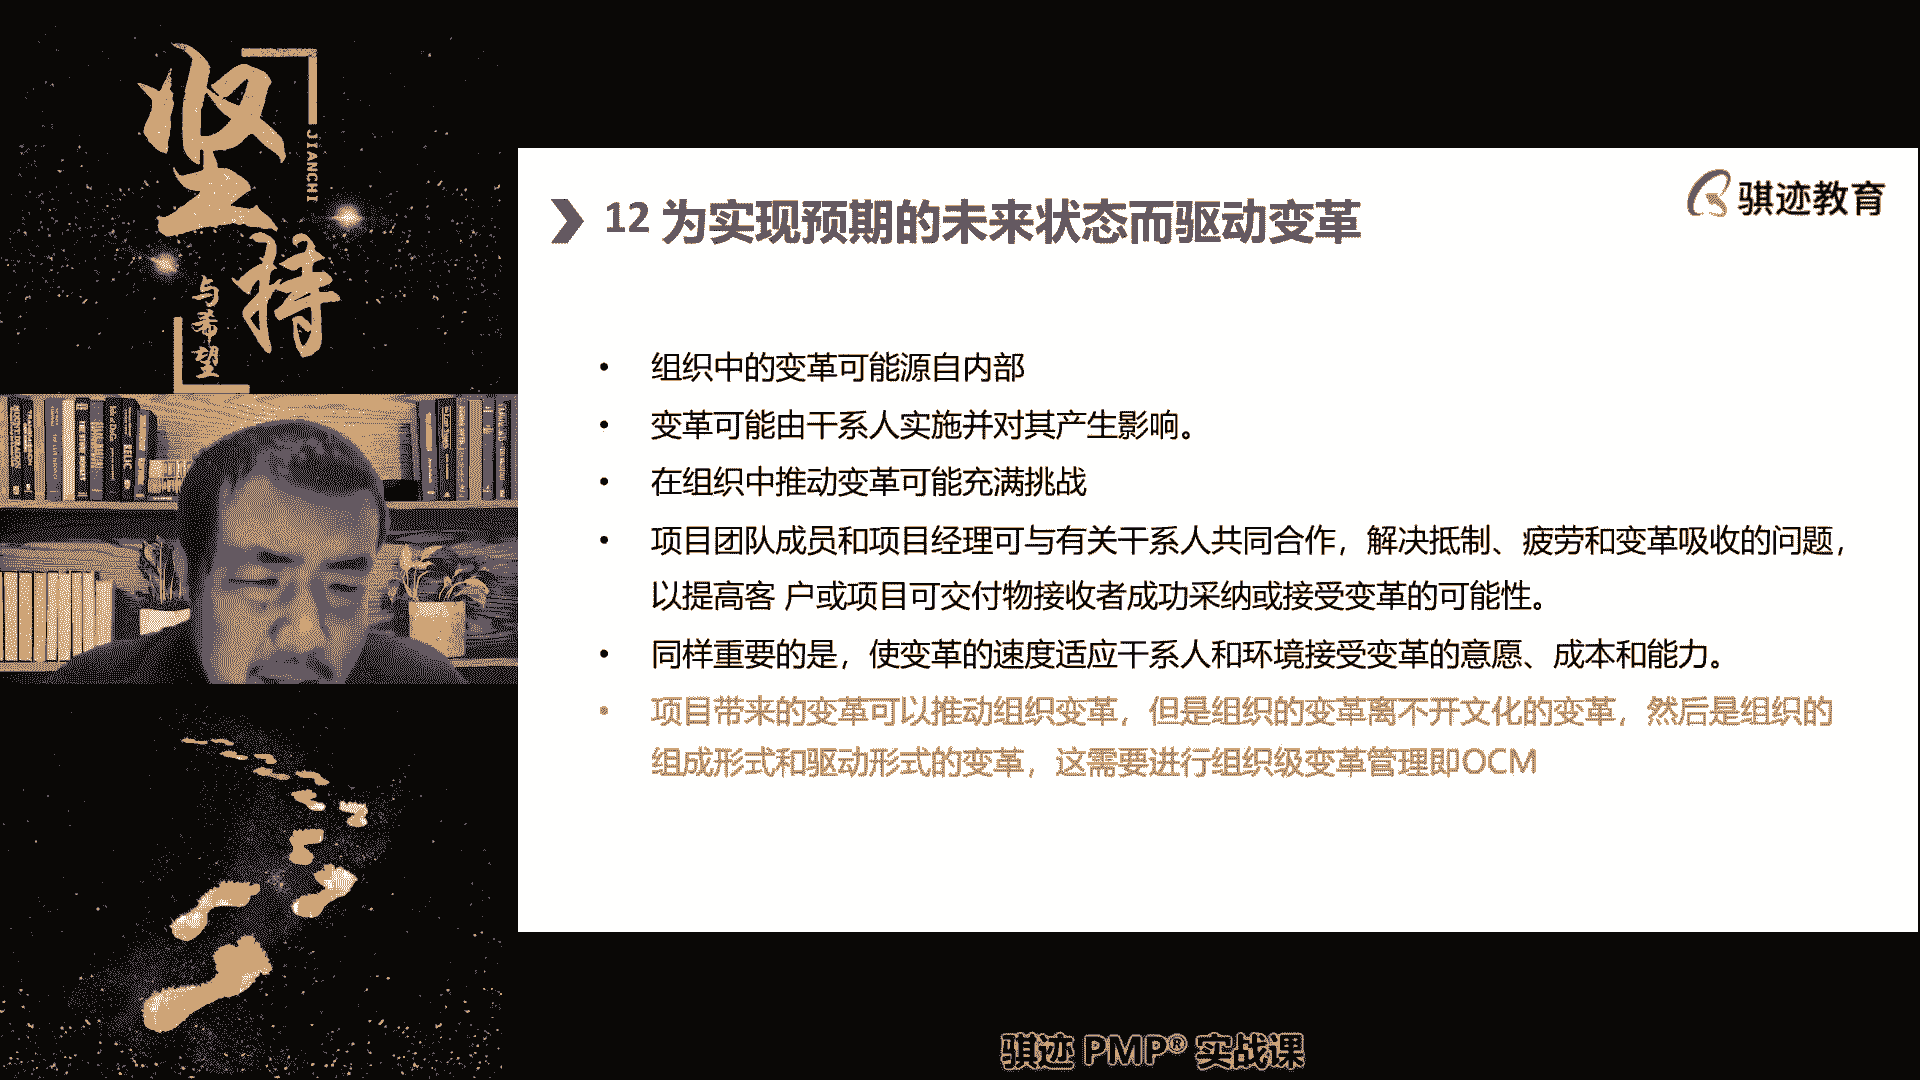 坚持
JIANCHI
与希望
骐迹教育
12 为实现预期的未来状态而驱动变革
• 组织中的变革可能源自内部
• 变革可能由干系人实施并对其产生影响。
• 在组织中推动变革可能充满挑战
• 项目团队成员和项目经理可与有关干系人共同合作，解决抵制、疲劳和变革吸收的问题，
以提高客 户或项目可交付物接收者成功采纳或接受变革的可能性。
• 同样重要的是，使变革的速度适应干系人和环境接受变革的意愿、成本和能力。
• 项目带来的变革可以推动组织变革，但是组织的变革离不开文化的变革，然后是组织的
组成形式和驱动形式的变革，这需要进行组织级变革管理即OCM
骐迹 PMP® 实战课